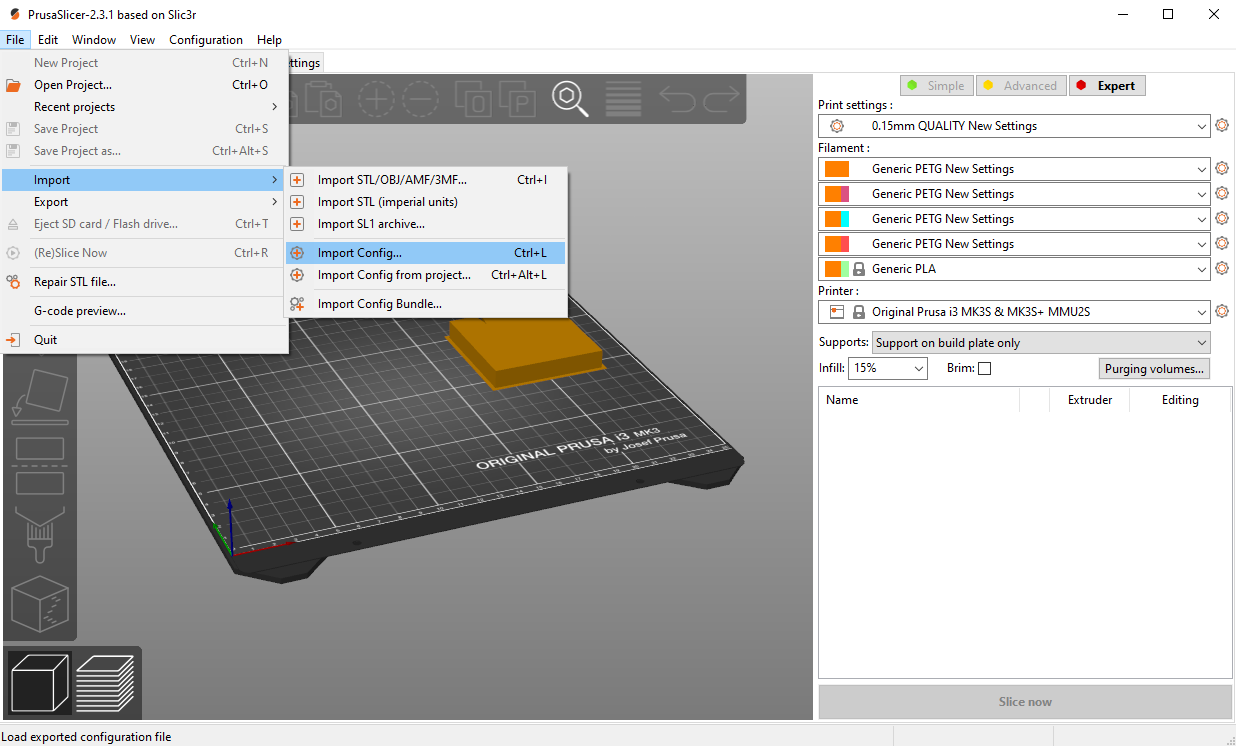 PrusaSlicer-2.3.1 based on Slic3r
File Edit Window View Configuration Help
ttings
New Project Ctrl+N
Open Project... Ctrl+O
Recent projects
Save Project Ctrl+S
Save Project as... Ctrl+Alt+S
Import
Export
Eject SD card / Flash drive... Ctrl+T
(Re)Slice Now Ctrl+R
Repair STL file...
G-code preview...
Quit
Import STL/OBJ/AMF/3MF... Ctrl+I
Import STL (imperial units)
Import SL1 archive...
Import Config... Ctrl+L
Import Config from project... Ctrl+Alt+L
Import Config Bundle...
ORIGINAL PRUSA i3 MK3
by Josef Prusa
Simple Advanced Expert
Print settings :
0.15mm QUALITY New Settings
Filament :
Generic PETG New Settings
Generic PETG New Settings
Generic PETG New Settings
Generic PETG New Settings
Generic PLA
Printer :
Original Prusa i3 MK3S & MK3S+ MMU2S
Supports: Support on build plate only
Infill: 15% Brim: Purging volumes...
Name Extruder Editing
Slice now
Load exported configuration file